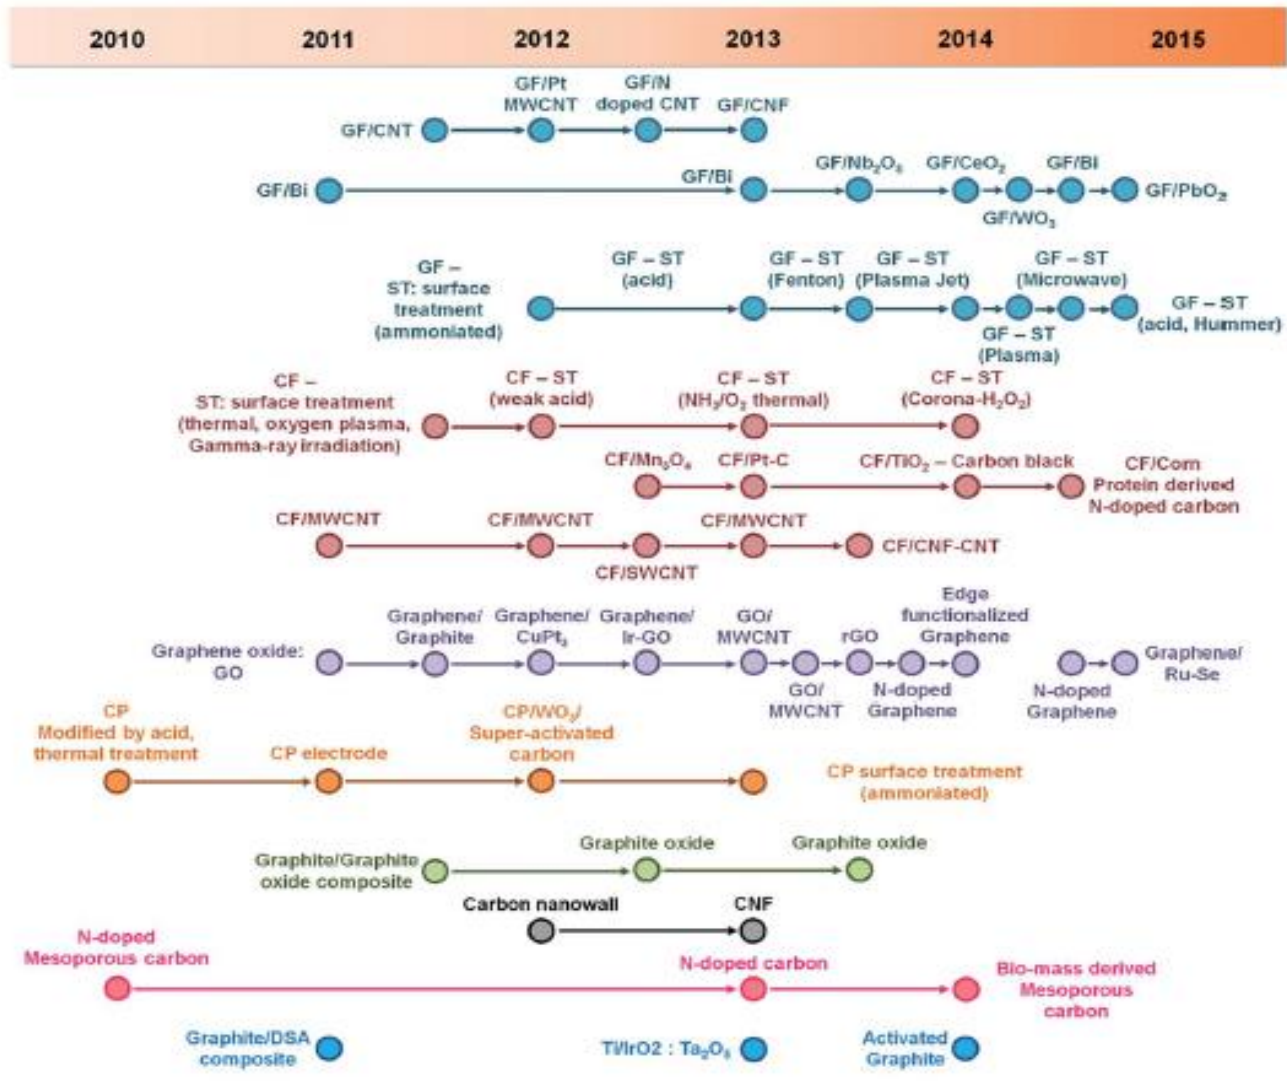 2010 2011 2012 2013 2014 2015
GF/Pt
MWCNT
GF/N
doped CNT
GF/CNF
GF/CNT
GF/Bi
GF/Bi
GF/Nb₂O₅
GF/CeO₂
GF/BI
GF/PbO₂
GF/WO₃
GF –
ST: surface
treatment
(ammoniated)
GF – ST
(acid)
GF – ST
(Fenton)
GF – ST
(Plasma Jet)
GF – ST
(Microwave)
GF – ST
(Plasma)
GF – ST
(acid, Hummer)
CF –
ST: surface treatment
(thermal, oxygen plasma,
Gamma-ray irradiation)
CF – ST
(weak acid)
CF – ST
(NH₃/O₂ thermal)
CF – ST
(Corona-H₂O₂)
CF/Mn₃O₄
CF/Pt-C
CF/TiO₂ – Carbon black
CF/Corn
Protein derived
N-doped carbon
CF/MWCNT
CF/MWCNT
CF/SWCNT
CF/MWCNT
CF/CNF-CNT
Graphene oxide:
GO
Graphene/
Graphite
Graphene/
CuPt₃
Graphene/
Ir-GO
GO/
MWCNT
GO/
MWCNT
rGO
N-doped
Graphene
Edge
functionalized
Graphene
N-doped
Graphene
Graphene/
Ru-Se
CP
Modified by acid,
thermal treatment
CP electrode
CP/WO₃/
Super-activated
carbon
CP surface treatment
(ammoniated)
Graphite/Graphite
oxide composite
Graphite oxide
Graphite oxide
Carbon nanowall
CNF
N-doped
Mesoporous carbon
N-doped carbon
Bio-mass derived
Mesoporous
carbon
Graphite/DSA
composite
Ti/IrO2 : Ta₂O₅
Activated
Graphite